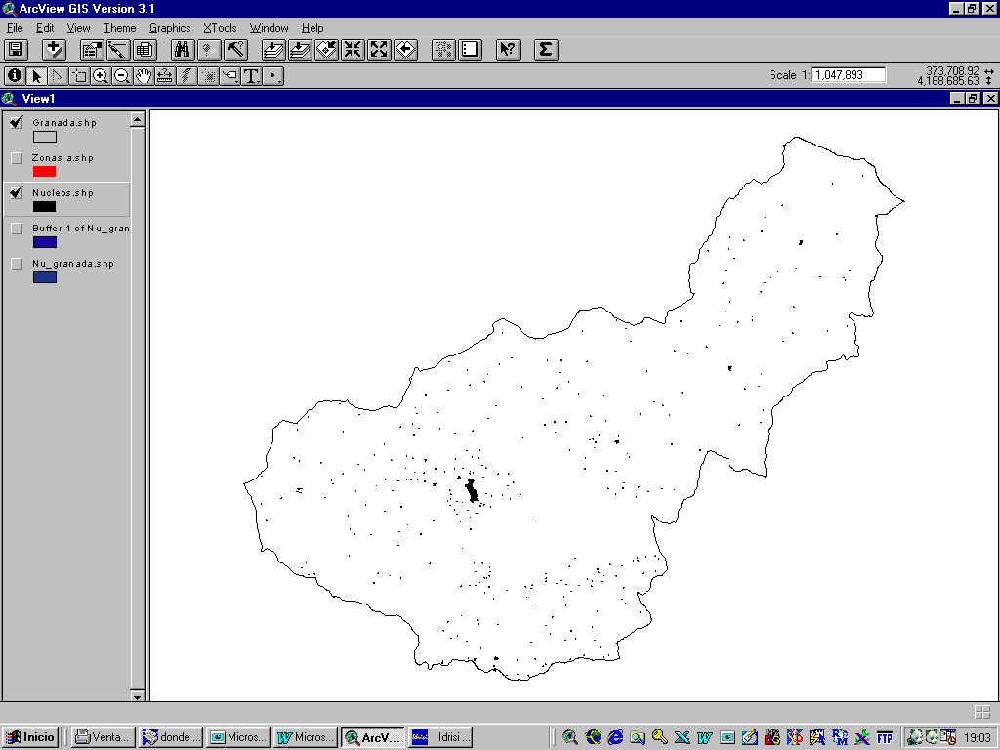 ArcView GIS Version 3.1
File Edit View Theme Graphics XTools Window Help
Scale 1: 1,047,893
373,708.92
4,168,685.63
View1
Granada.shp
Zonas a.shp
Nucleos.shp
Buffer 1 of Nu_gran
Nu_granada.shp
Inicio Venta... donde ... Micros... Micros... ArcV... Idrisi ... FTP 19:03